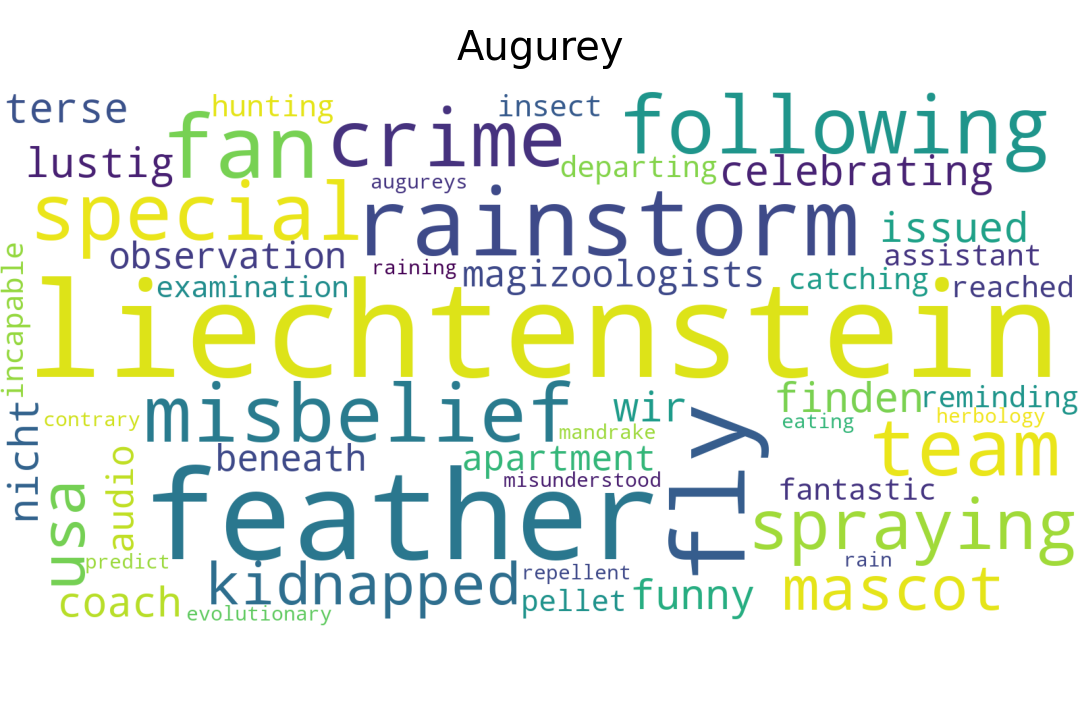 Augurey
terse
hunting
insect
following
fan
crime
lustig
departing
celebrating
augureys
special
rainstorm
issued
observation
assistant
raining
magizoologists
catching
examination
reached
incapable
liechtenstein
misbelief
wir
finden
reminding
nicht
contrary
fly
eating
herbology
mandrake
team
beneath
apartment
audio
misunderstood
fantastic
usa
feather
spraying
predict
rain
kidnapped
repellent
mascot
coach
pellet
funny
evolutionary